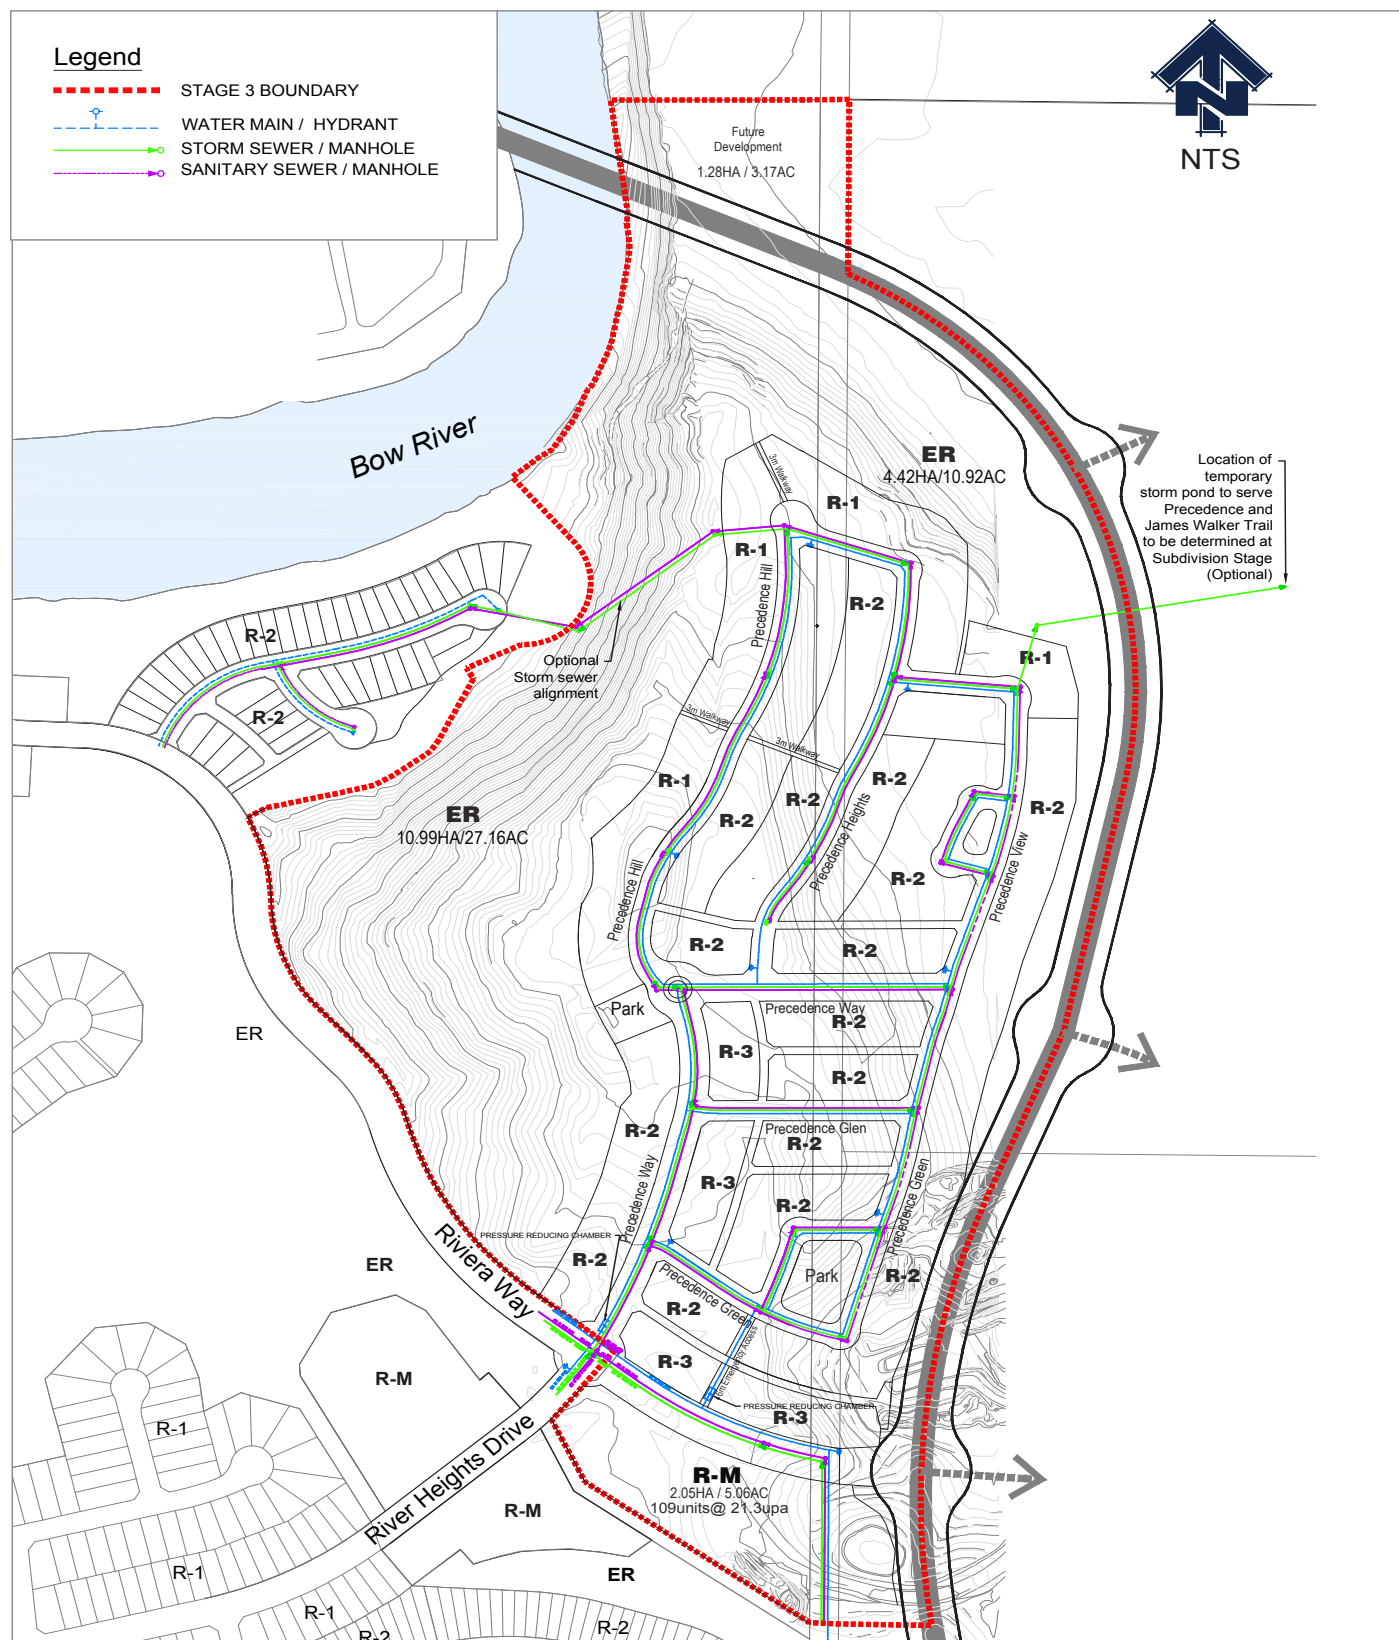 Legend
STAGE 3 BOUNDARY
WATER MAIN / HYDRANT
STORM SEWER / MANHOLE
SANITARY SEWER / MANHOLE
NTS
Future
Development
1.28HA / 3.17AC
Bow River
ER
4.42HA/10.92AC
Location of
temporary
storm pond to serve
Precedence and
James Walker Trail
to be determined at
Subdivision Stage
(Optional)
3m Walkway
R-1
R-1
Precedence Hill
R-2
R-2
R-2
Optional
Storm sewer
alignment
R-1
3m Walkway
3m Walkway
R-1
R-2
R-2
R-2
R-2
Precedence Heights
ER
10.99HA/27.16AC
R-2
Precedence View
Precedence Hill
R-2
R-2
Park
Precedence Way
R-2
R-3
R-2
ER
R-2
Precedence Glen
R-2
R-3
Precedence Way
R-2
Precedence Green
PRESSURE REDUCING CHAMBER
Riviera Way
R-2
ER
Park
R-2
Precedence Green
R-2
6m Emergency Access
R-3
R-M
PRESSURE REDUCING CHAMBER
R-3
R-1
River Heights Drive
R-M
2.05HA / 5.06AC
109units@ 21.3upa
R-M
R-1
ER
R-1
R-2
R-2